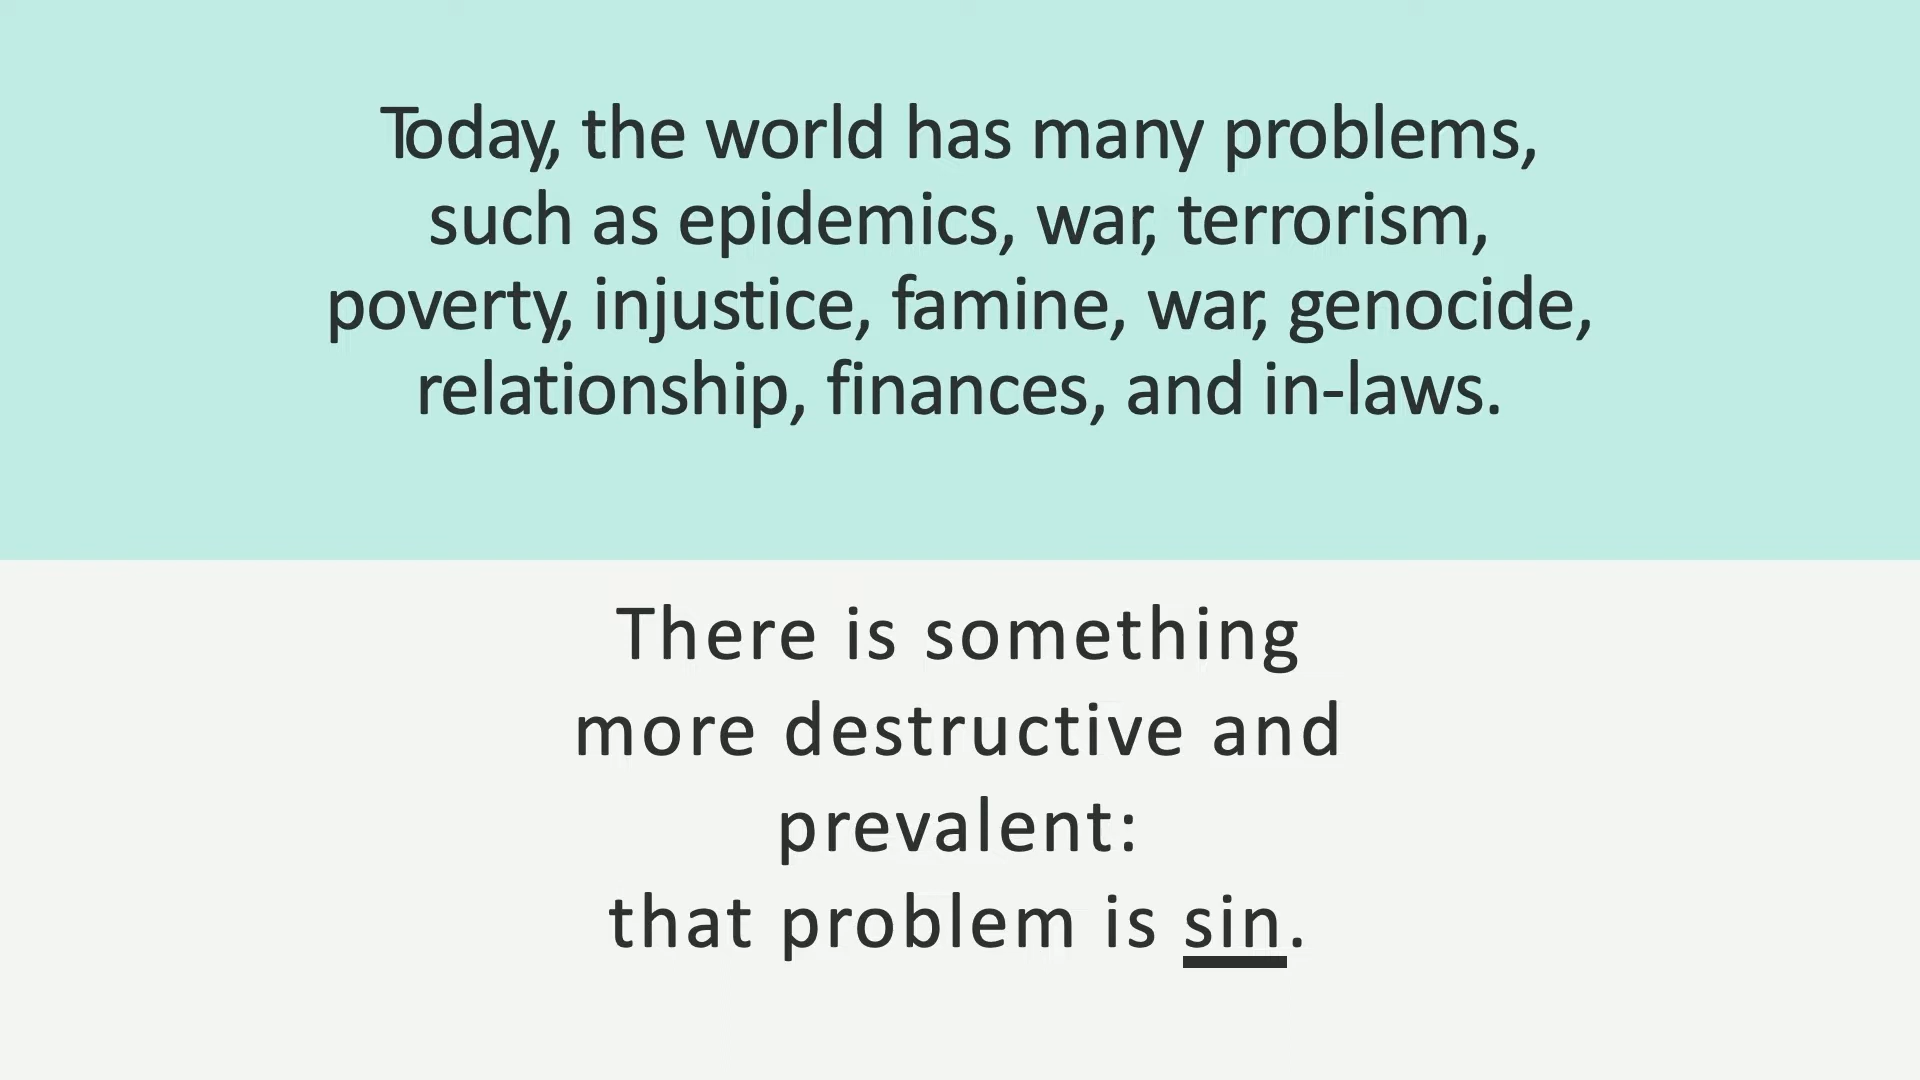 Today, the world has many problems,
such as epidemics, war, terrorism,
poverty, injustice, famine, war, genocide,
relationship, finances, and in-laws.
There is something
more destructive and
prevalent:
that problem is sin.